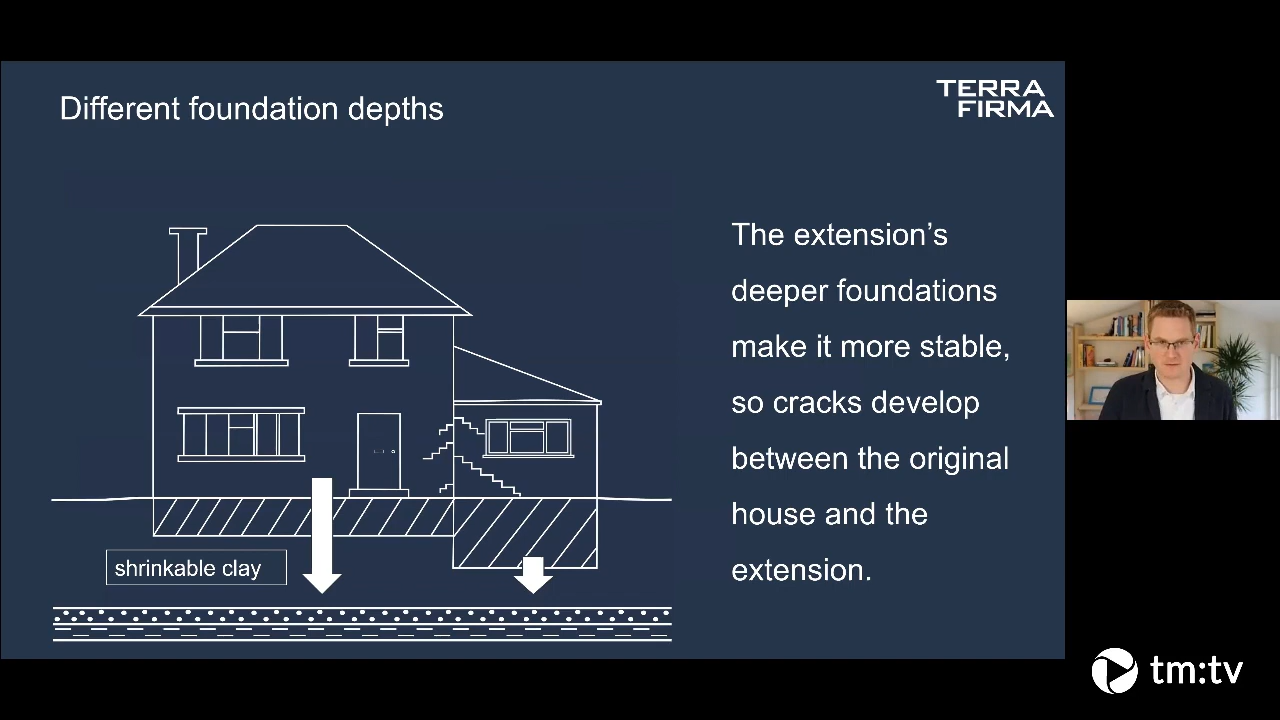 Different foundation depths
TERRA
FIRMA
The extension’s
deeper foundations
make it more stable,
so cracks develop
between the original
house and the
extension.
shrinkable clay
tm:tv